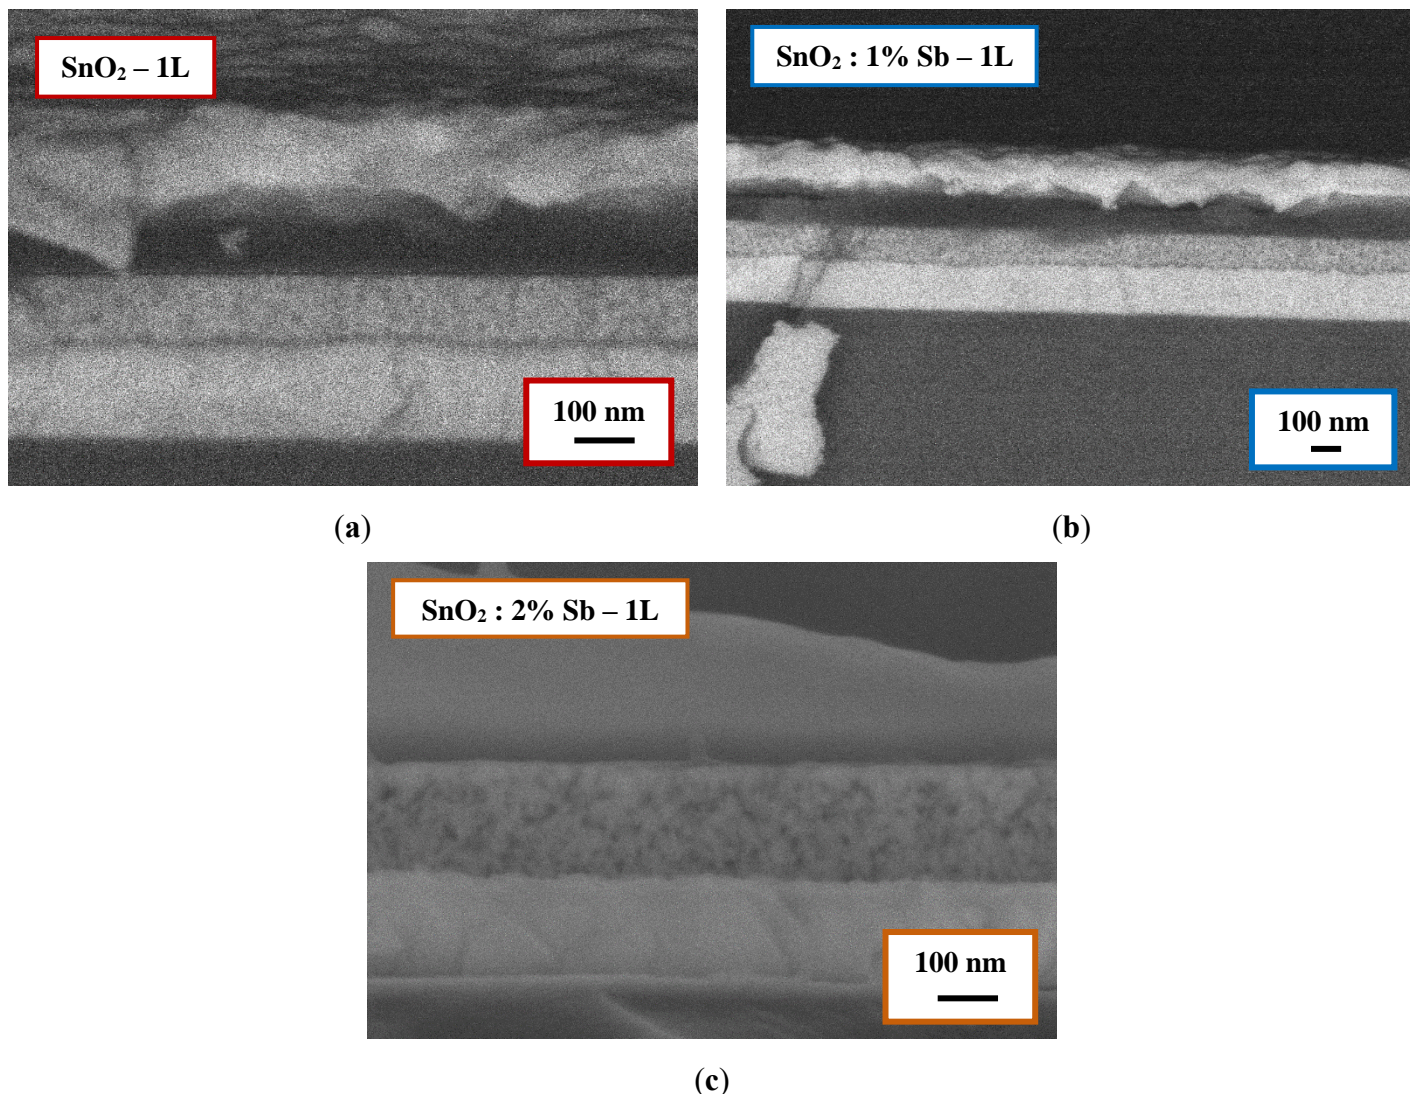 SnO₂ – 1L
SnO₂ : 1% Sb – 1L
100 nm
100 nm
(a)
(b)
SnO₂ : 2% Sb – 1L
100 nm
(c)